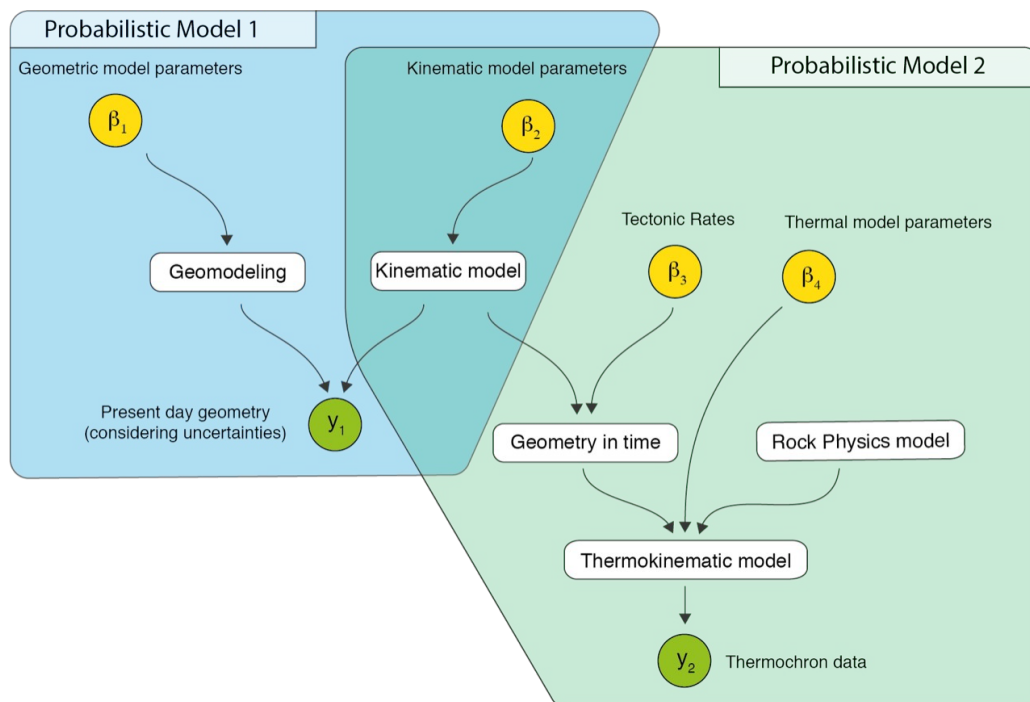 Probabilistic Model 1
Probabilistic Model 2
Geometric model parameters
Kinematic model parameters
β1
β2
Tectonic Rates
Thermal model parameters
β3
β4
Geomodeling
Kinematic model
Present day geometry
(considering uncertainties)
y1
Geometry in time
Rock Physics model
Thermokinematic model
y2
Thermochron data